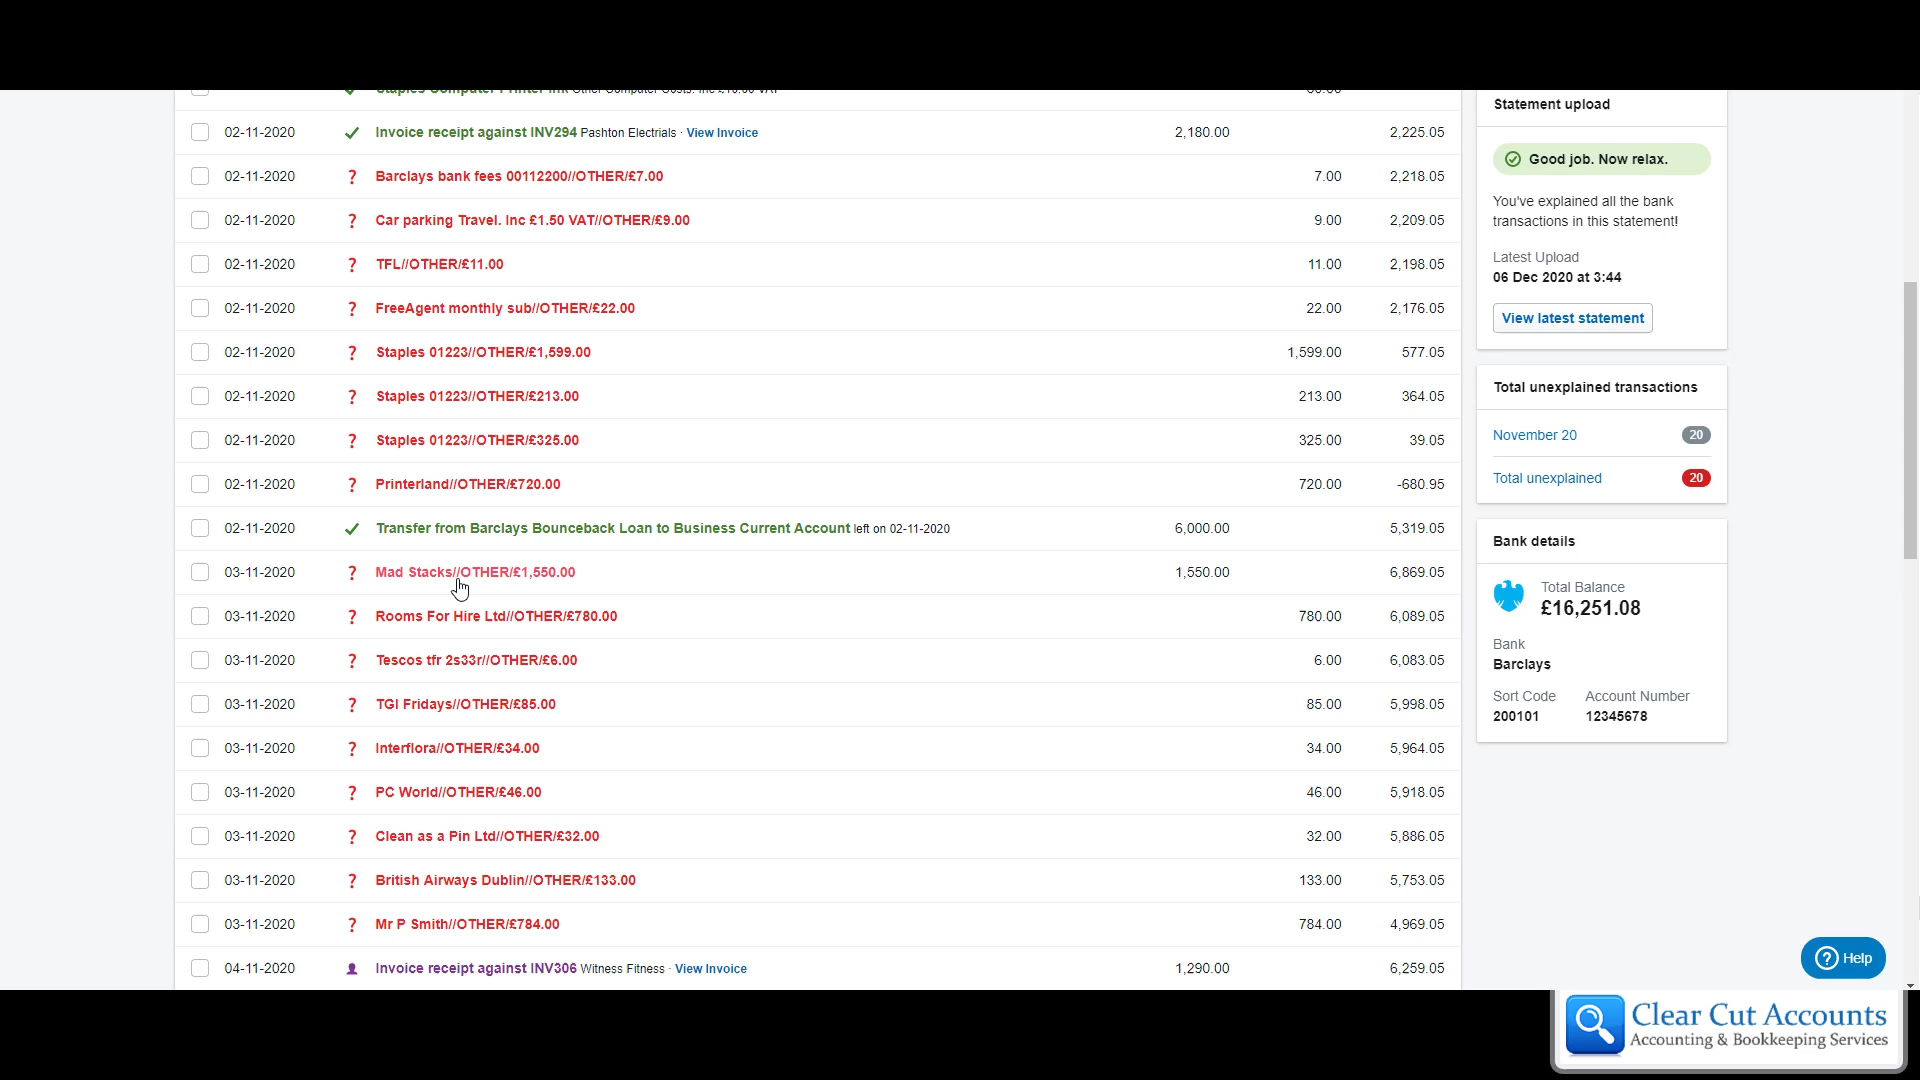 Staples Computer Printer Ink Other Computer Costs. Inc £10.00 VAT
Statement upload
02-11-2020 Invoice receipt against INV294 Pashton Electrials · View Invoice 2,180.00 2,225.05
Good job. Now relax.
02-11-2020 ? Barclays bank fees 00112200//OTHER/£7.00 7.00 2,218.05
You've explained all the bank
transactions in this statement!
02-11-2020 ? Car parking Travel. Inc £1.50 VAT//OTHER/£9.00 9.00 2,209.05
Latest Upload
06 Dec 2020 at 3:44
02-11-2020 ? TFL//OTHER/£11.00 11.00 2,198.05
02-11-2020 ? FreeAgent monthly sub//OTHER/£22.00 22.00 2,176.05
View latest statement
02-11-2020 ? Staples 01223//OTHER/£1,599.00 1,599.00 577.05
Total unexplained transactions
02-11-2020 ? Staples 01223//OTHER/£213.00 213.00 364.05
November 20 20
02-11-2020 ? Staples 01223//OTHER/£325.00 325.00 39.05
Total unexplained 20
02-11-2020 ? Printerland//OTHER/£720.00 720.00 -680.95
02-11-2020 Transfer from Barclays Bounceback Loan to Business Current Account left on 02-11-2020 6,000.00 5,319.05
Bank details
03-11-2020 ? Mad Stacks//OTHER/£1,550.00 1,550.00 6,869.05
Total Balance
£16,251.08
03-11-2020 ? Rooms For Hire Ltd//OTHER/£780.00 780.00 6,089.05
Bank
Barclays
03-11-2020 ? Tescos tfr 2s33r//OTHER/£6.00 6.00 6,083.05
Sort Code Account Number
200101 12345678
03-11-2020 ? TGI Fridays//OTHER/£85.00 85.00 5,998.05
03-11-2020 ? Interflora//OTHER/£34.00 34.00 5,964.05
03-11-2020 ? PC World//OTHER/£46.00 46.00 5,918.05
03-11-2020 ? Clean as a Pin Ltd//OTHER/£32.00 32.00 5,886.05
03-11-2020 ? British Airways Dublin//OTHER/£133.00 133.00 5,753.05
03-11-2020 ? Mr P Smith//OTHER/£784.00 784.00 4,969.05
04-11-2020 Invoice receipt against INV306 Witness Fitness · View Invoice 1,290.00 6,259.05
? Help
Clear Cut Accounts
Accounting & Bookkeeping Services